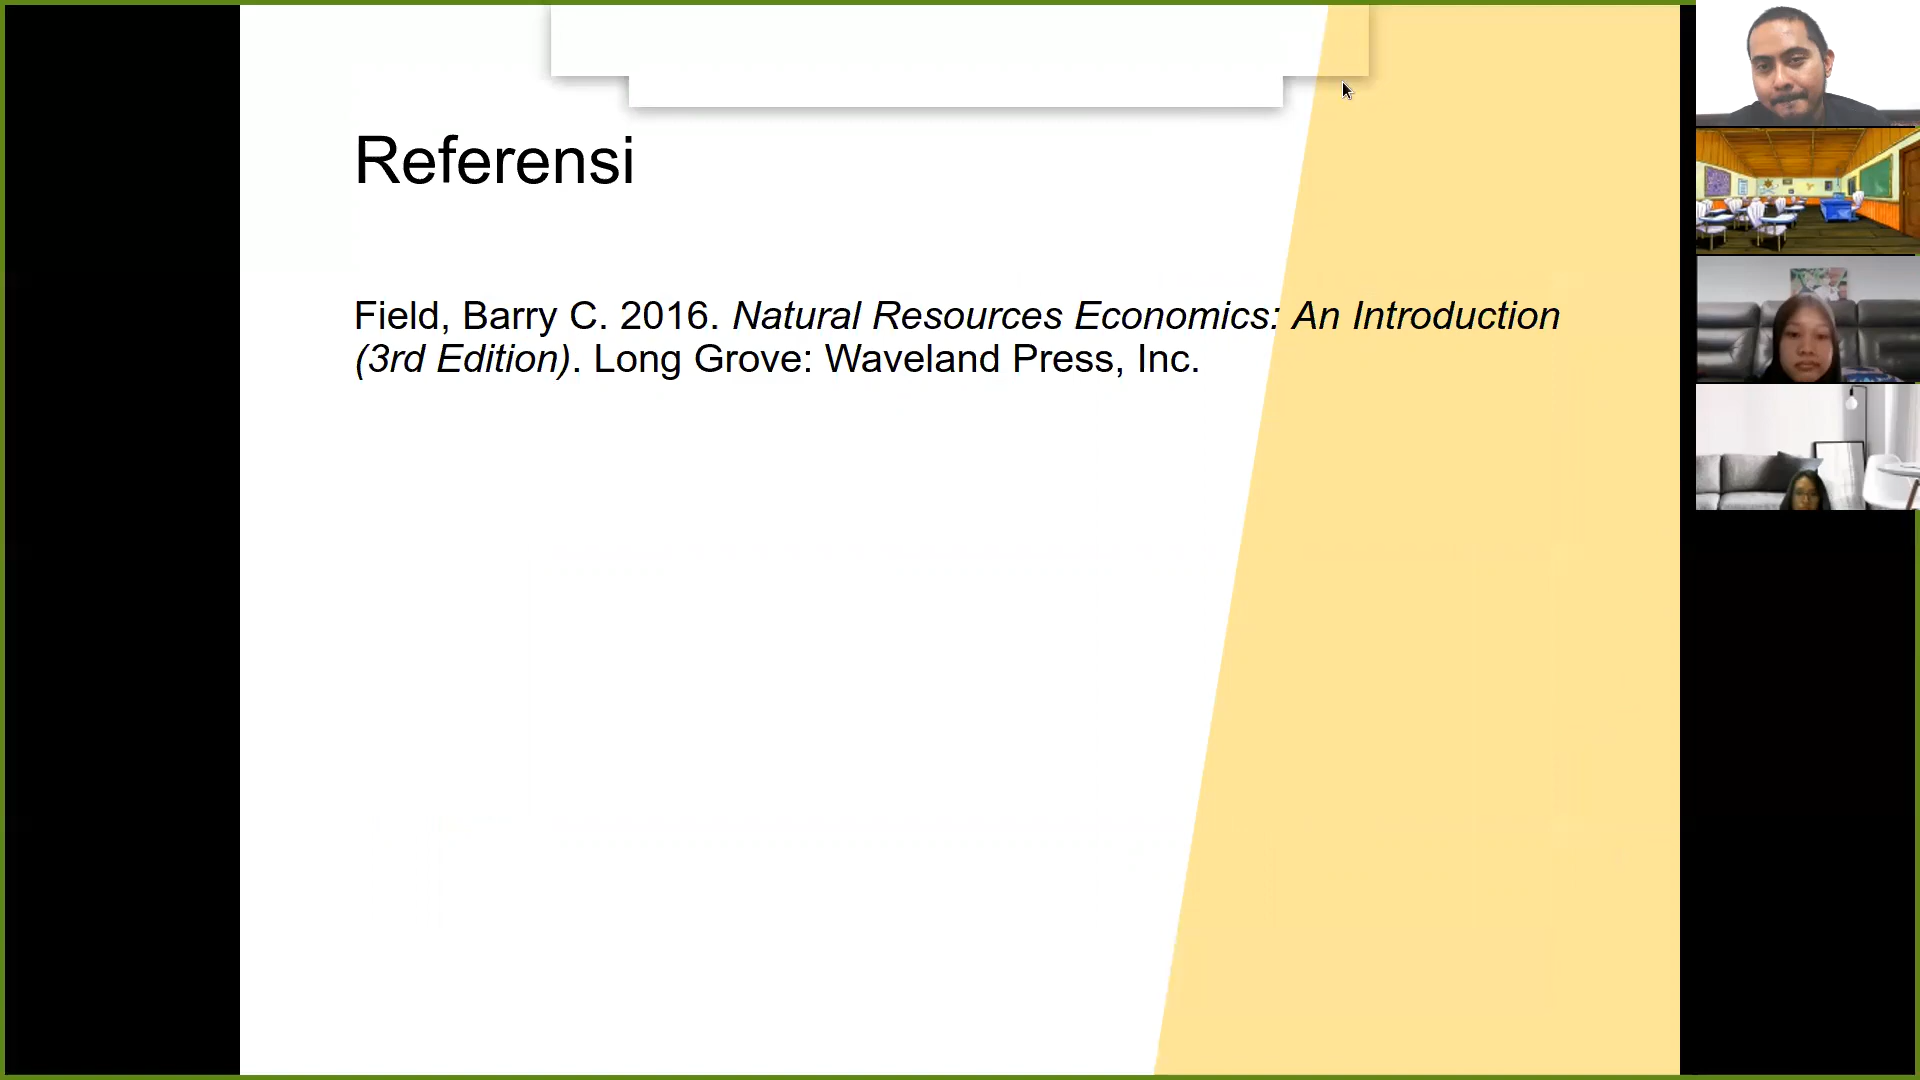 Referensi
Field, Barry C. 2016. Natural Resources Economics: An Introduction
(3rd Edition). Long Grove: Waveland Press, Inc.